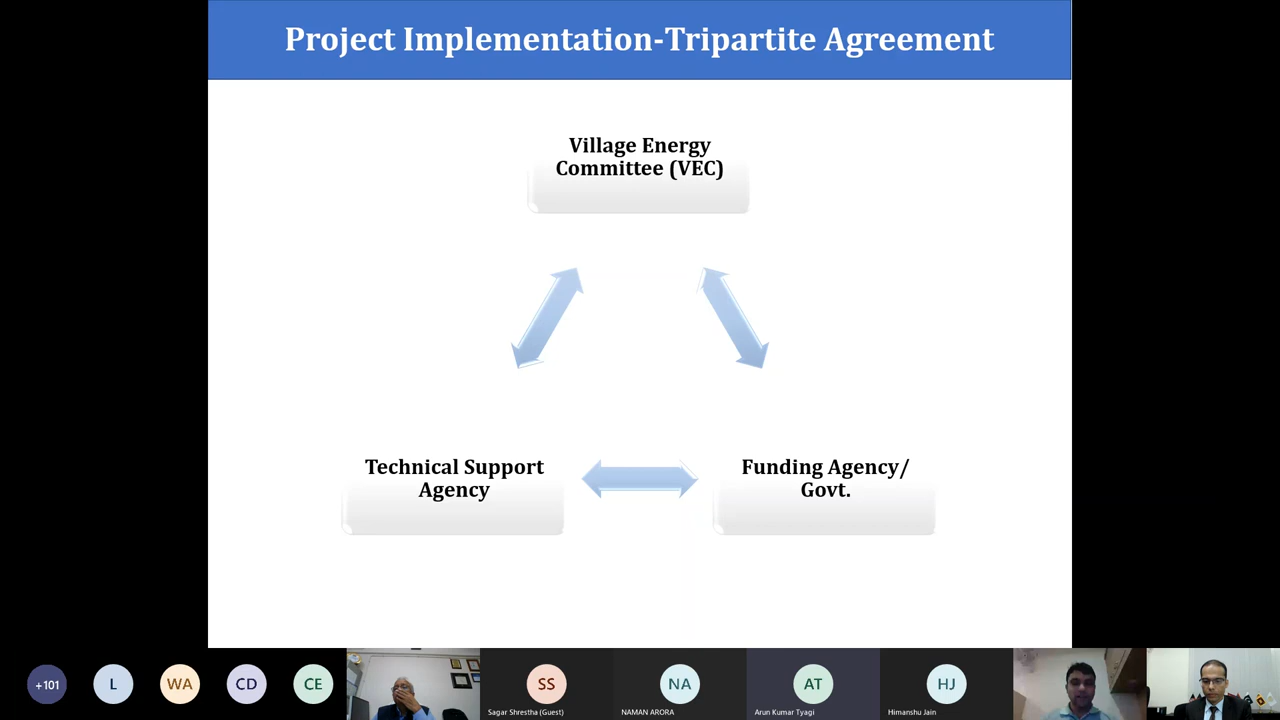 Project Implementation-Tripartite Agreement
Village Energy
Committee (VEC)
Technical Support
Agency
Funding Agency/
Govt.
+101
L
WA
CD
CE
SS
NA
AT
HJ
Sagar Shrestha (Guest)
NAMAN ARORA
Arun Kumar Tyagi
Himanshu Jain